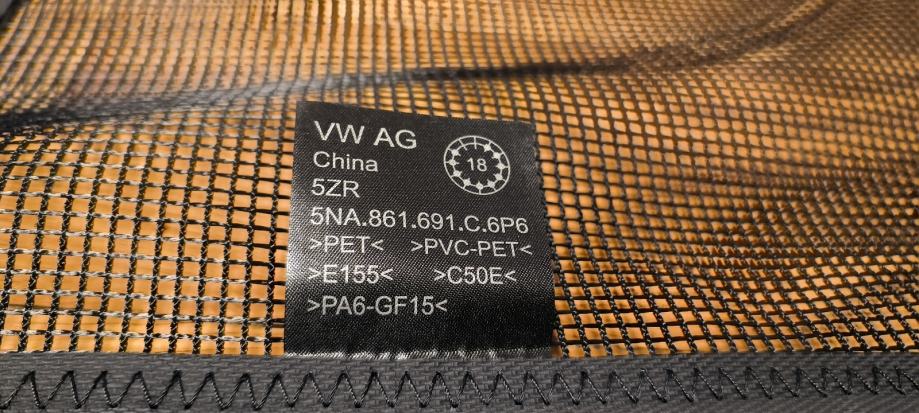 VW AG
China
18
5ZR
5NA.861.691.C.6P6
>PET< >PVC-PET<
>E155< >C50E<
>PA6-GF15<